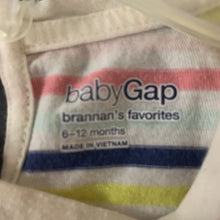 babyGap
brannan's favorites
6–12 months
MADE IN VIETNAM